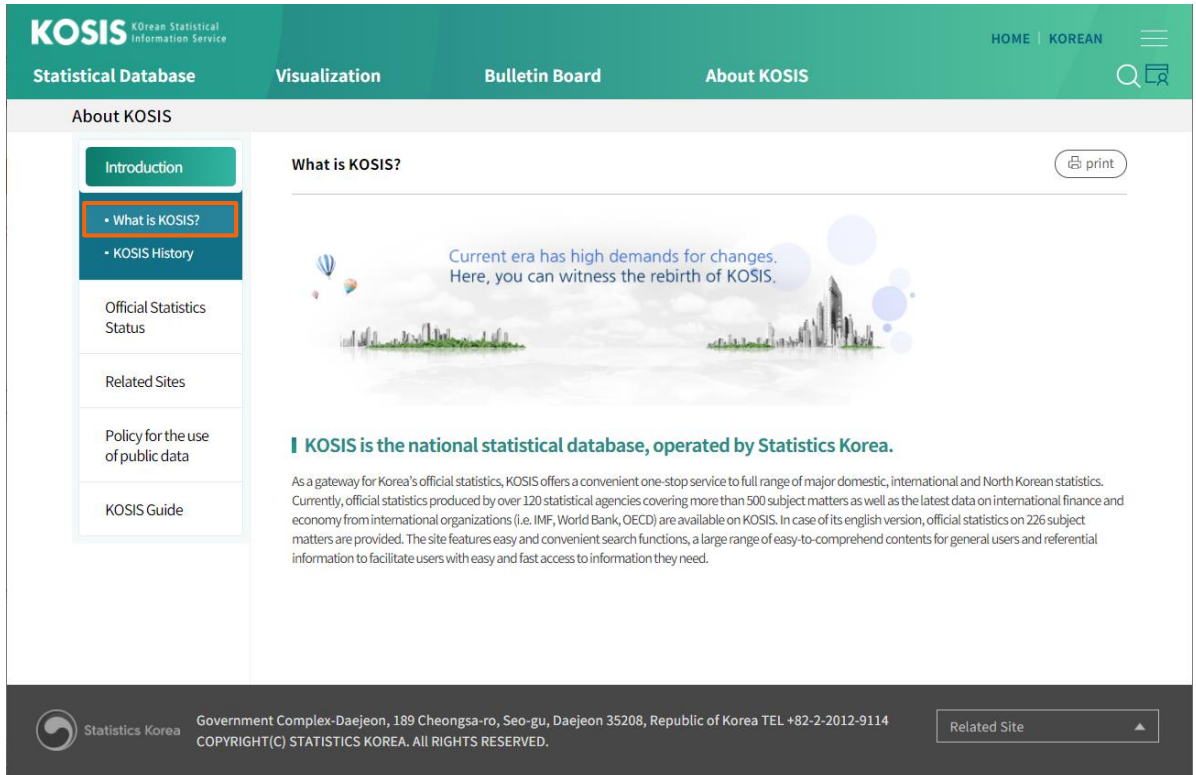 KOSIS KOrean Statistical
Information Service
HOME | KOREAN
Statistical Database Visualization Bulletin Board About KOSIS
About KOSIS
Introduction
• What is KOSIS?
• KOSIS History
Official Statistics
Status
Related Sites
Policy for the use
of public data
KOSIS Guide
What is KOSIS?
print
Current era has high demands for changes.
Here, you can witness the rebirth of KOSIS.
KOSIS is the national statistical database, operated by Statistics Korea.
As a gateway for Korea's official statistics, KOSIS offers a convenient one-stop service to full range of major domestic, international and North Korean statistics.
Currently, official statistics produced by over 120 statistical agencies covering more than 500 subject matters as well as the latest data on international finance and
economy from international organizations (i.e. IMF, World Bank, OECD) are available on KOSIS. In case of its english version, official statistics on 226 subject
matters are provided. The site features easy and convenient search functions, a large range of easy-to-comprehend contents for general users and referential
information to facilitate users with easy and fast access to information they need.
Statistics Korea
Government Complex-Daejeon, 189 Cheongsa-ro, Seo-gu, Daejeon 35208, Republic of Korea TEL +82-2-2012-9114
COPYRIGHT(C) STATISTICS KOREA. All RIGHTS RESERVED.
Related Site